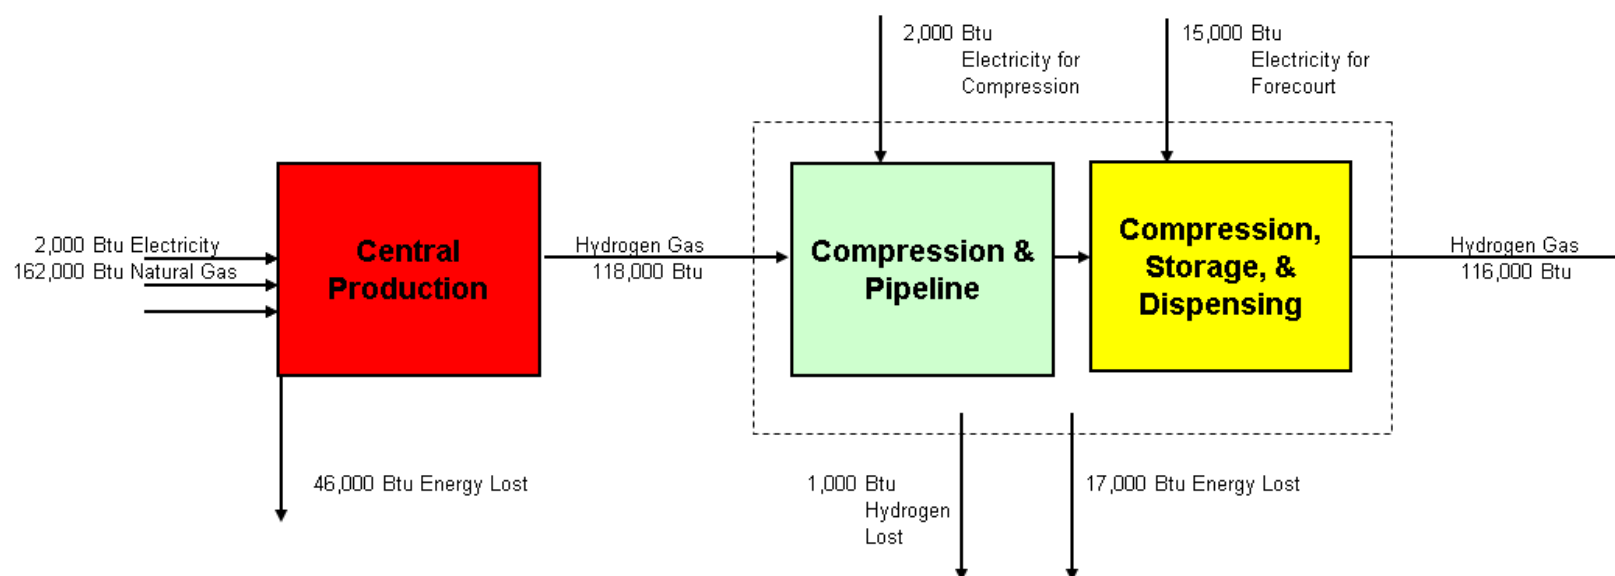 2,000 Btu
Electricity for
Compression
15,000 Btu
Electricity for
Forecourt
2,000 Btu Electricity
162,000 Btu Natural Gas
Central
Production
Hydrogen Gas
118,000 Btu
Compression &
Pipeline
Compression,
Storage, &
Dispensing
Hydrogen Gas
116,000 Btu
46,000 Btu Energy Lost
1,000 Btu
Hydrogen
Lost
17,000 Btu Energy Lost